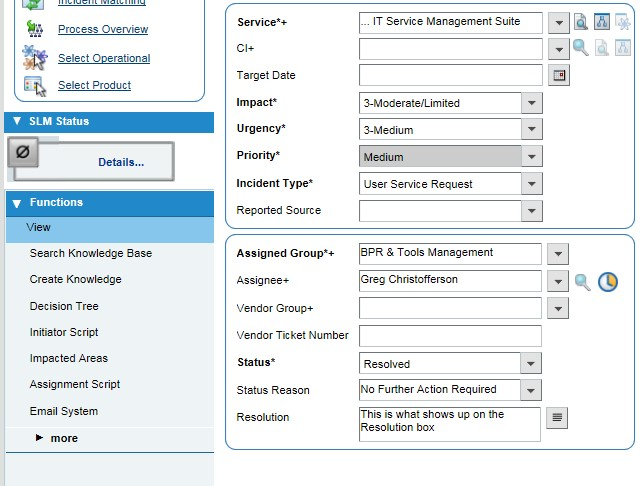 Incident Matching
Process Overview
Select Operational
Select Product
SLM Status
Details...
Functions
View
Search Knowledge Base
Create Knowledge
Decision Tree
Initiator Script
Impacted Areas
Assignment Script
Email System
more
Service*+ ... IT Service Management Suite
CI+
Target Date
Impact* 3-Moderate/Limited
Urgency* 3-Medium
Priority* Medium
Incident Type* User Service Request
Reported Source
Assigned Group*+ BPR & Tools Management
Assignee+ Greg Christofferson
Vendor Group+
Vendor Ticket Number
Status* Resolved
Status Reason No Further Action Required
Resolution This is what shows up on the
Resolution box